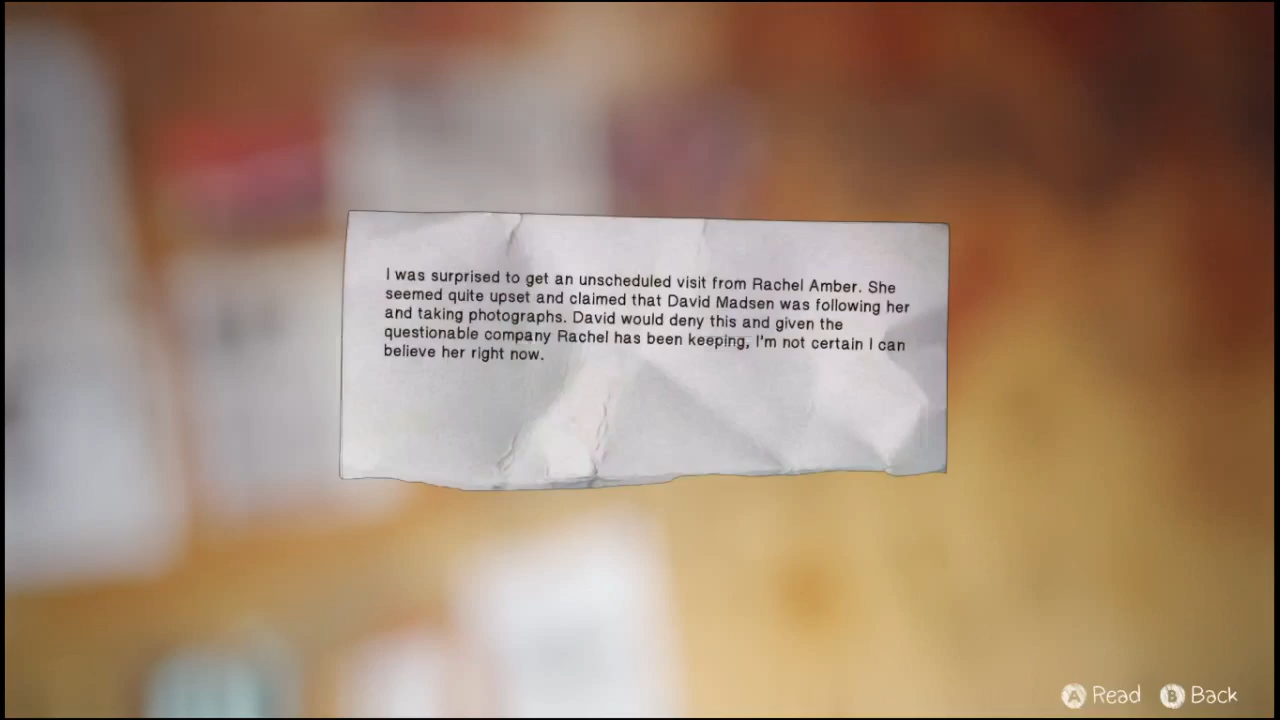 I was surprised to get an unscheduled visit from Rachel Amber. She
seemed quite upset and claimed that David Madsen was following her
and taking photographs. David would deny this and given the
questionable company Rachel has been keeping, I'm not certain I can
believe her right now.
A Read B Back